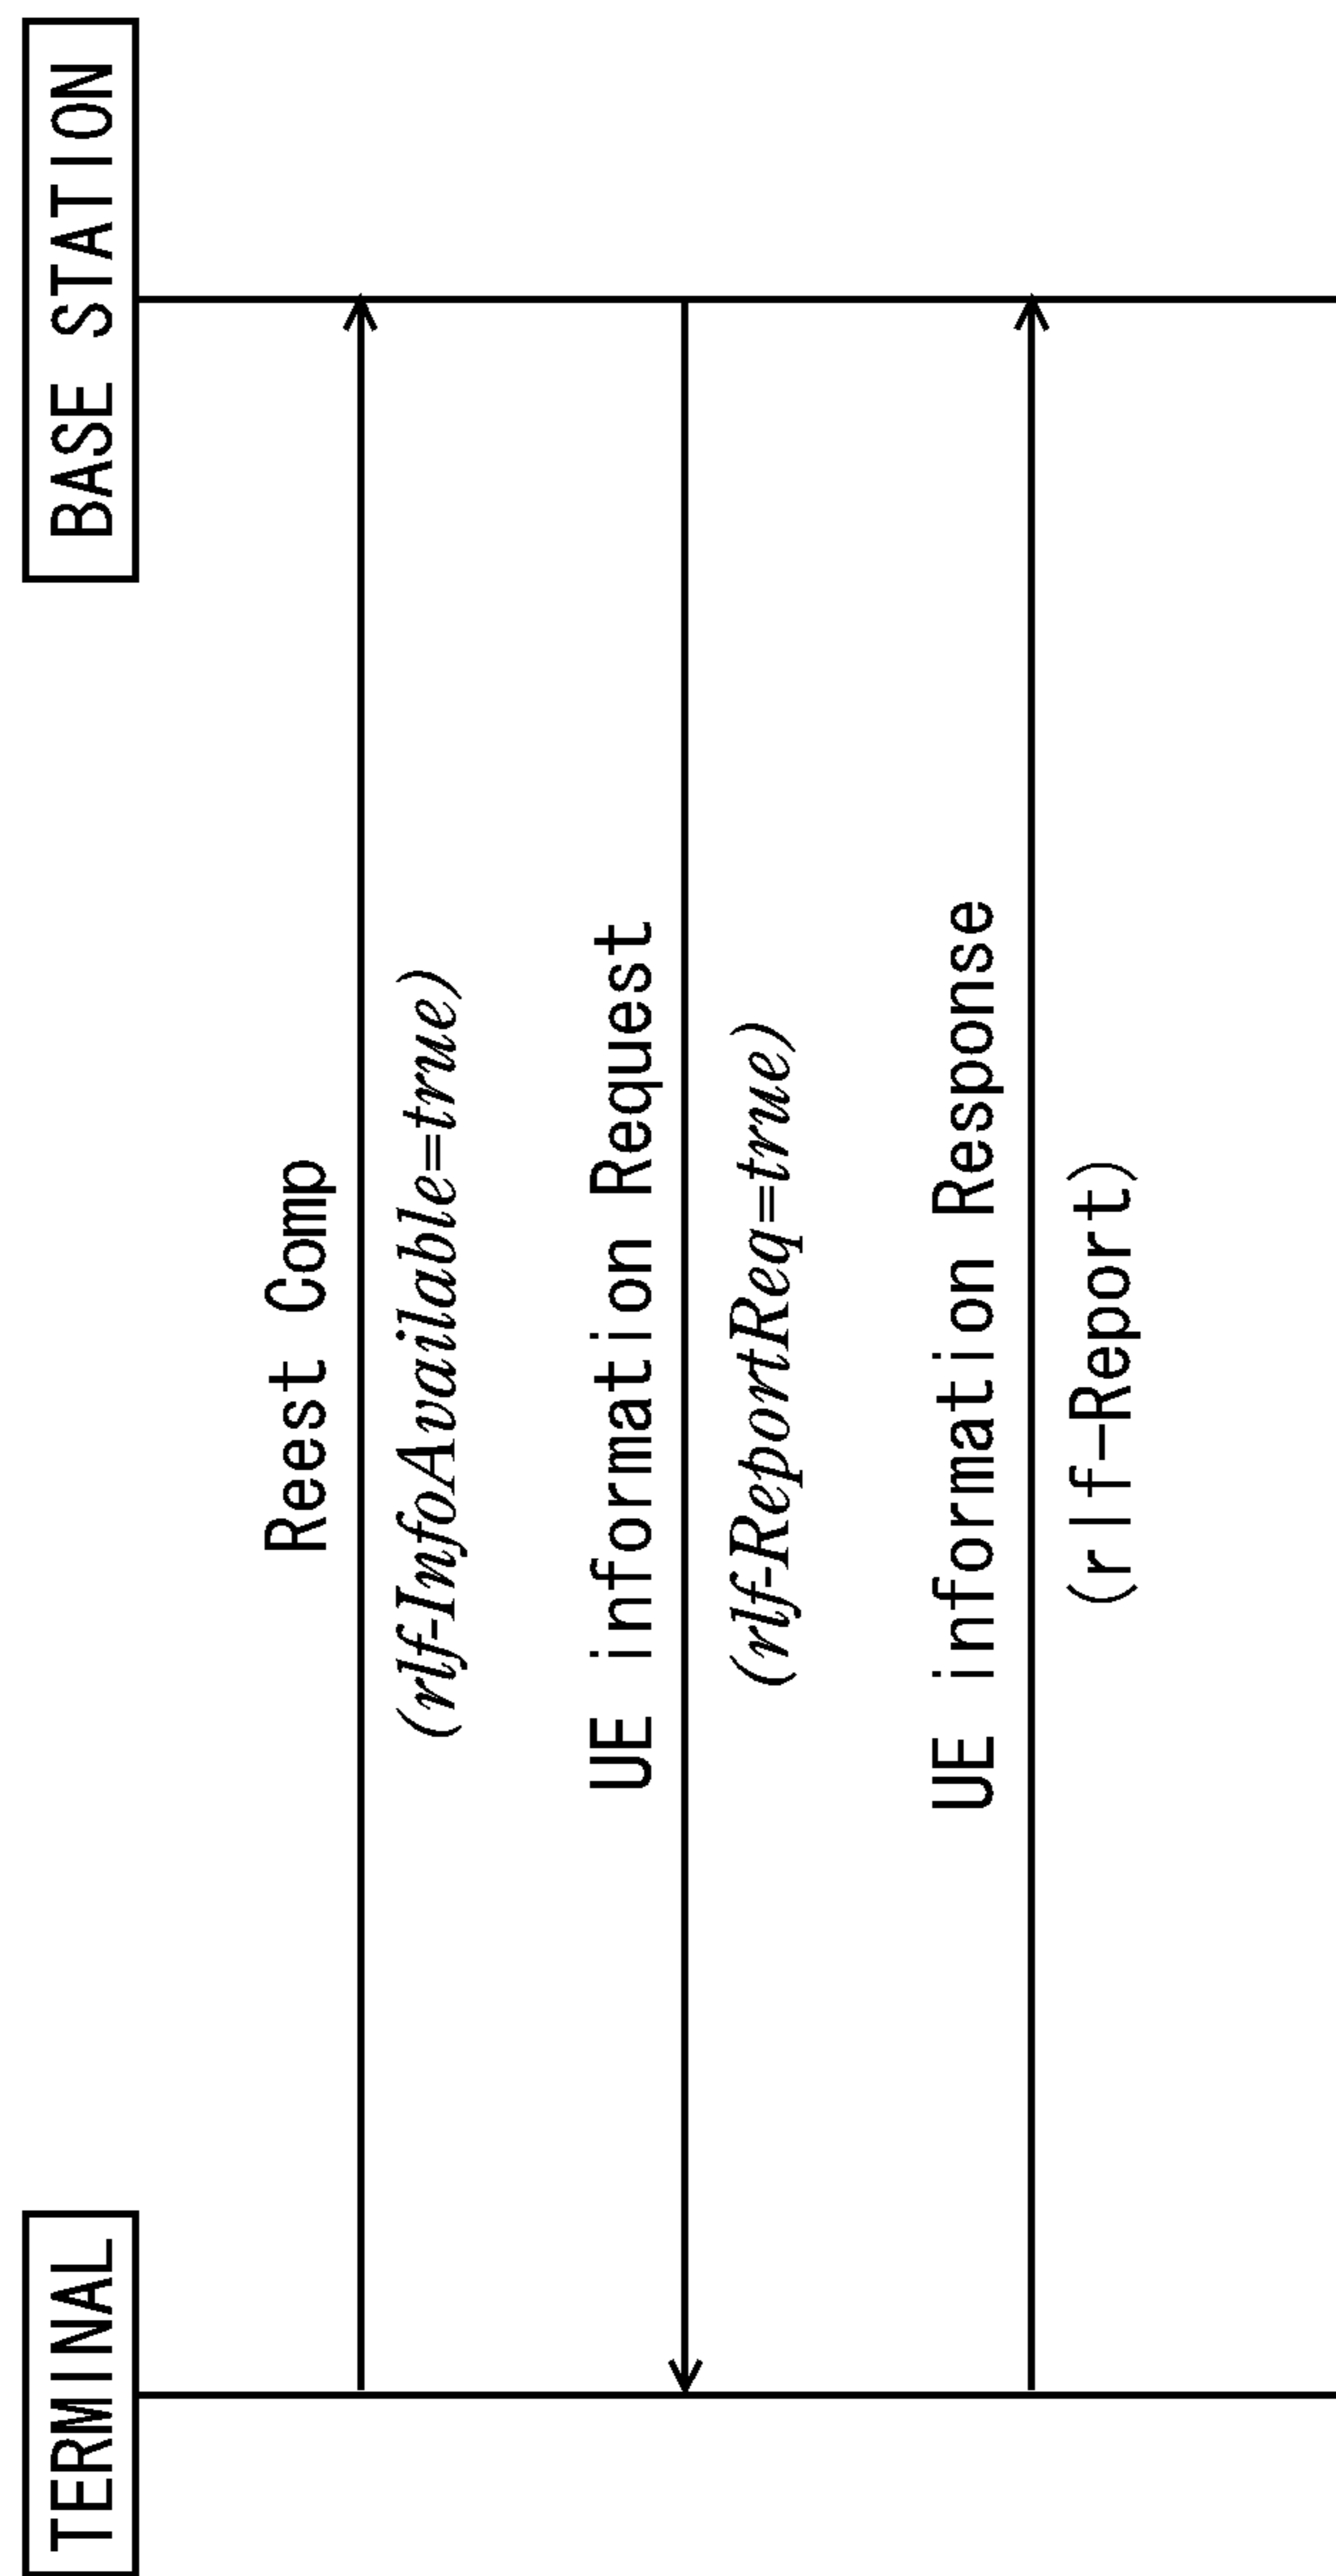 TERMINAL
BASE STATION
Reest Comp
(rlf-InfoAvailable=true)
UE information Request
(rlf-ReportReq=true)
UE information Response
(rlf-Report)